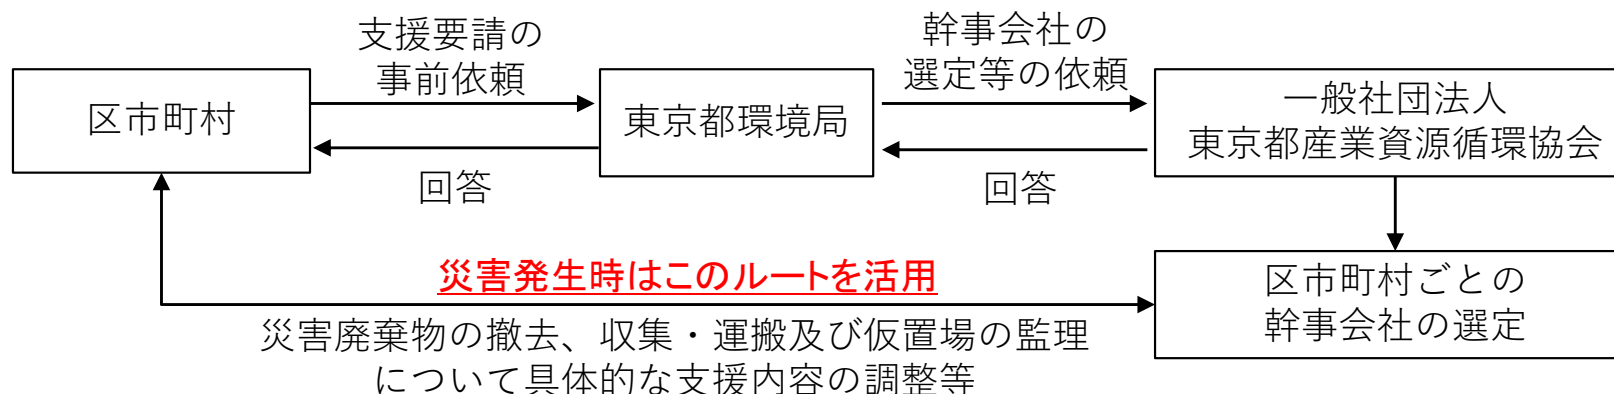 支援要請の
事前依頼
幹事会社の
選定等の依頼
区市町村
東京都環境局
一般社団法人
東京都産業資源循環協会
回答
回答
災害発生時はこのルートを活用
災害廃棄物の撤去、収集・運搬及び仮置場の監理
について具体的な支援内容の調整等
区市町村ごとの
幹事会社の選定